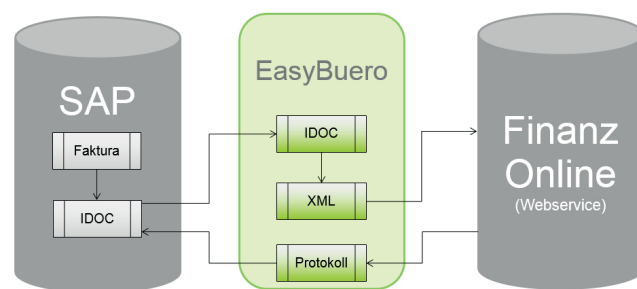 SAP
Faktura
IDOC
EasyBuero
IDOC
XML
Protokoll
Finanz
Online
(Webservice)